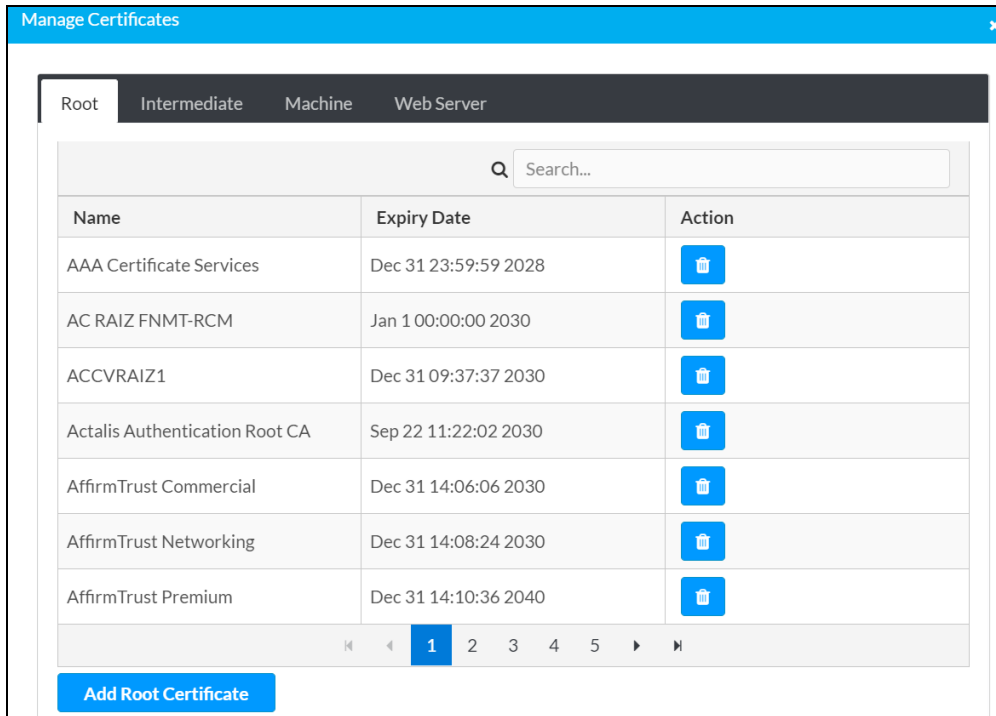 Manage Certificates
Root Intermediate Machine Web Server
Search...
Name Expiry Date Action
AAA Certificate Services Dec 31 23:59:59 2028
AC RAIZ FNMT-RCM Jan 1 00:00:00 2030
ACCVRAIZ1 Dec 31 09:37:37 2030
Actalis Authentication Root CA Sep 22 11:22:02 2030
AffirmTrust Commercial Dec 31 14:06:06 2030
AffirmTrust Networking Dec 31 14:08:24 2030
AffirmTrust Premium Dec 31 14:10:36 2040
1 2 3 4 5
Add Root Certificate